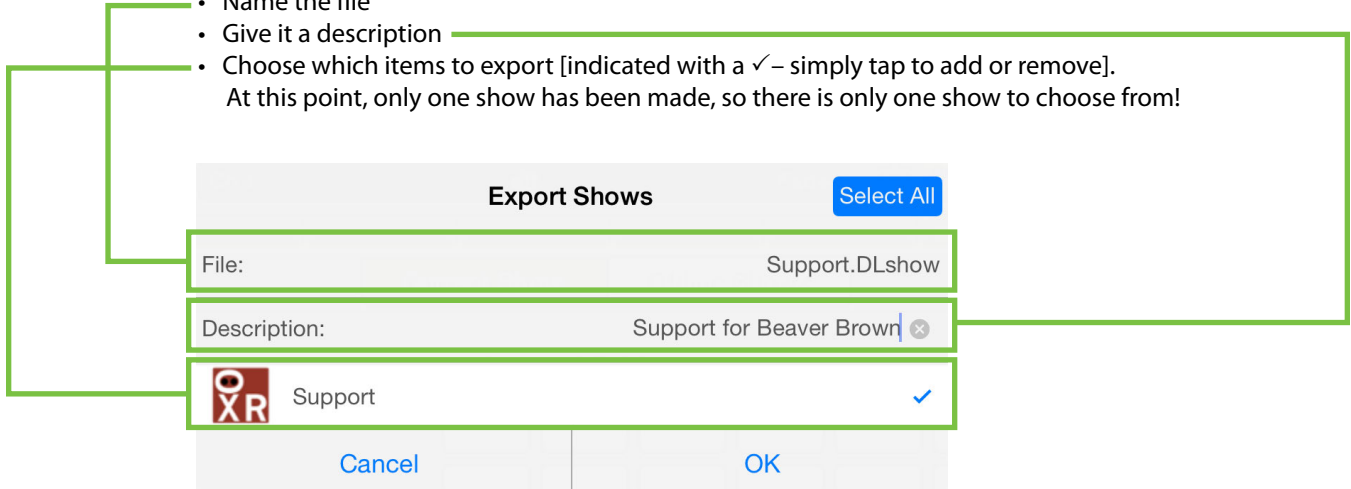 • Name the file
• Give it a description
• Choose which items to export [indicated with a ✓– simply tap to add or remove].
At this point, only one show has been made, so there is only one show to choose from!
Export Shows Select All
File: Support.DLshow
Description: Support for Beaver Brown
OXR Support ✓
Cancel OK